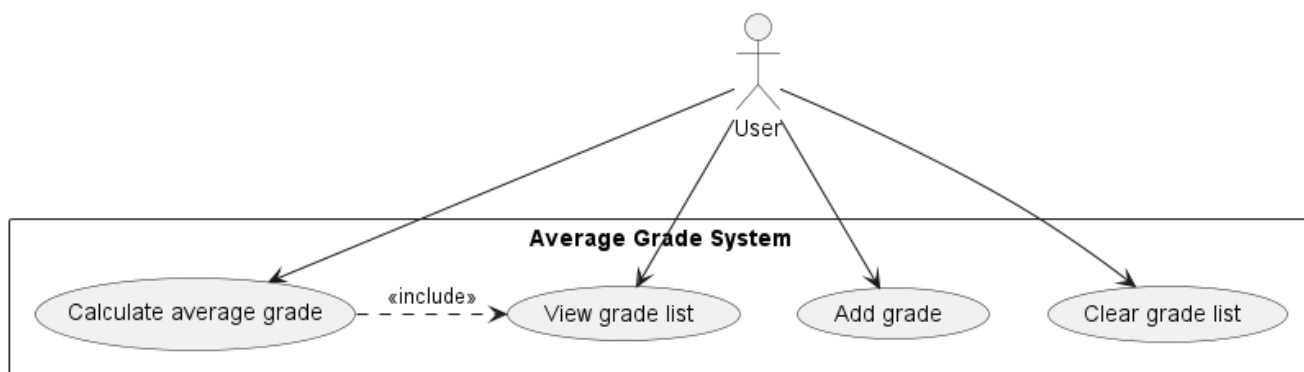 User
Average Grade System
Calculate average grade
«include»
View grade list
Add grade
Clear grade list